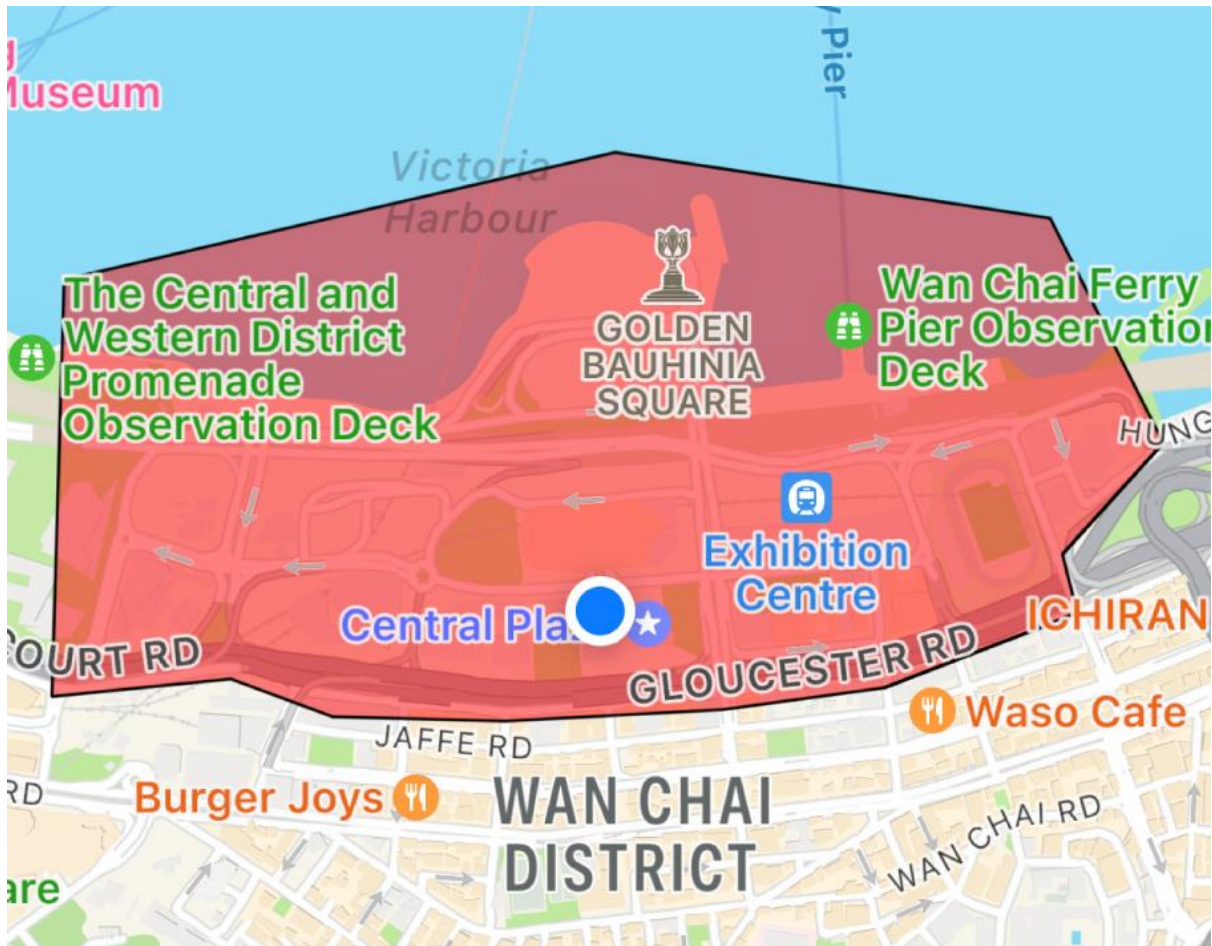 Museum
y Pier
Victoria
Harbour
The Central and
Western District
Promenade
Observation Deck
GOLDEN
BAUHINIA
SQUARE
Wan Chai Ferry
Pier Observation
Deck
HUNG
Exhibition
Centre
Central Pla
ICHIRAN
COURT RD
GLOUCESTER RD
Waso Cafe
JAFFE RD
RD
Burger Joys
WAN CHAI
DISTRICT
WAN CHAI RD
are